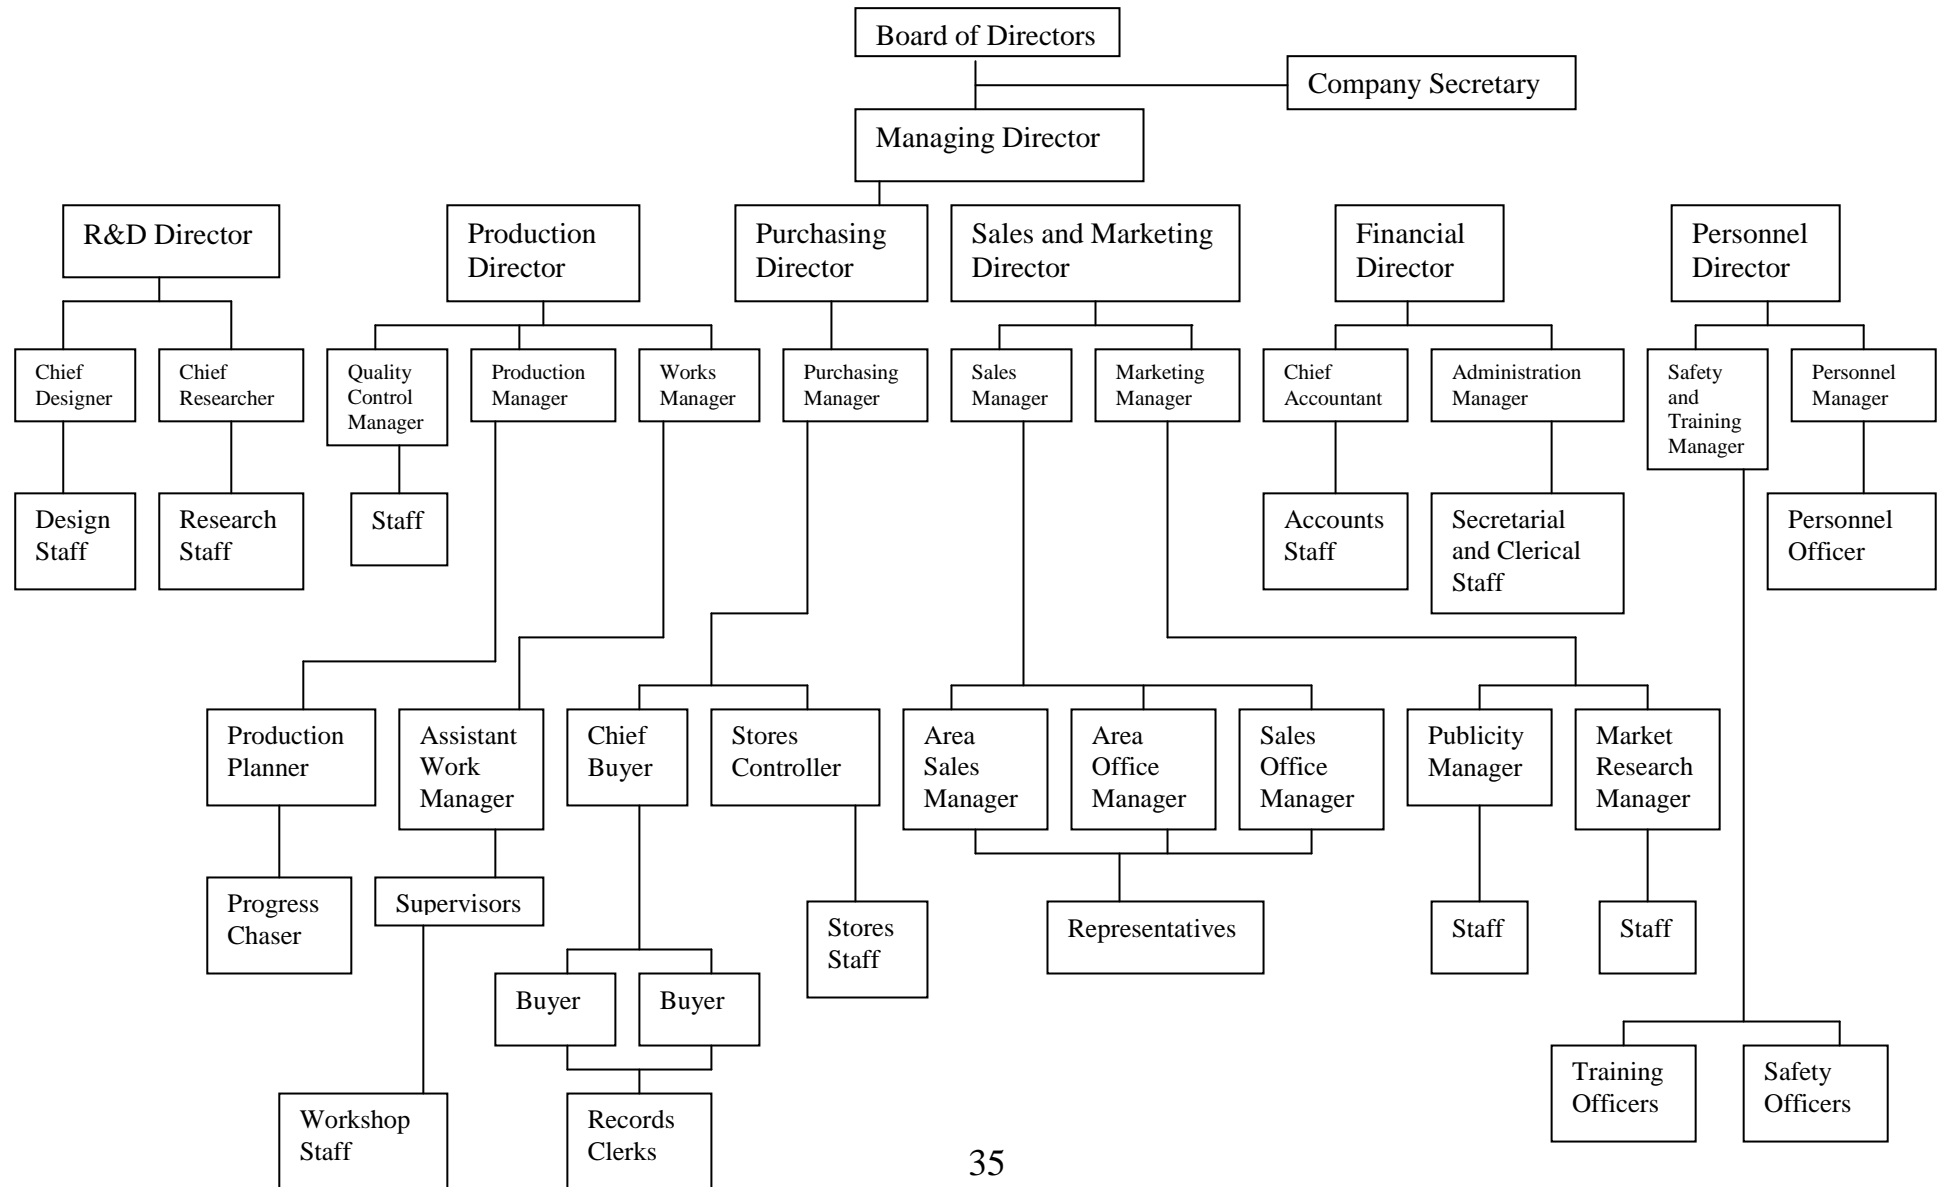 Board of Directors
Company Secretary
Managing Director
R&D Director
Production
Director
Purchasing
Director
Sales and Marketing
Director
Financial
Director
Personnel
Director
Chief
Designer
Chief
Researcher
Quality
Control
Manager
Production
Manager
Works
Manager
Purchasing
Manager
Sales
Manager
Marketing
Manager
Chief
Accountant
Administration
Manager
Safety
and
Training
Manager
Personnel
Manager
Design
Staff
Research
Staff
Staff
Accounts
Staff
Secretarial
and Clerical
Staff
Personnel
Officer
Production
Planner
Assistant
Work
Manager
Chief
Buyer
Stores
Controller
Area
Sales
Manager
Area
Office
Manager
Sales
Office
Manager
Publicity
Manager
Market
Research
Manager
Progress
Chaser
Supervisors
Stores
Staff
Representatives
Staff
Staff
Buyer
Buyer
Training
Officers
Safety
Officers
Workshop
Staff
Records
Clerks
35